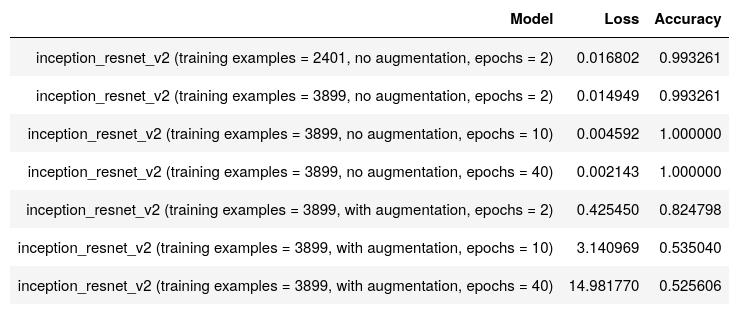 Model Loss Accuracy
inception_resnet_v2 (training examples = 2401, no augmentation, epochs = 2) 0.016802 0.993261
inception_resnet_v2 (training examples = 3899, no augmentation, epochs = 2) 0.014949 0.993261
inception_resnet_v2 (training examples = 3899, no augmentation, epochs = 10) 0.004592 1.000000
inception_resnet_v2 (training examples = 3899, no augmentation, epochs = 40) 0.002143 1.000000
inception_resnet_v2 (training examples = 3899, with augmentation, epochs = 2) 0.425450 0.824798
inception_resnet_v2 (training examples = 3899, with augmentation, epochs = 10) 3.140969 0.535040
inception_resnet_v2 (training examples = 3899, with augmentation, epochs = 40) 14.981770 0.525606